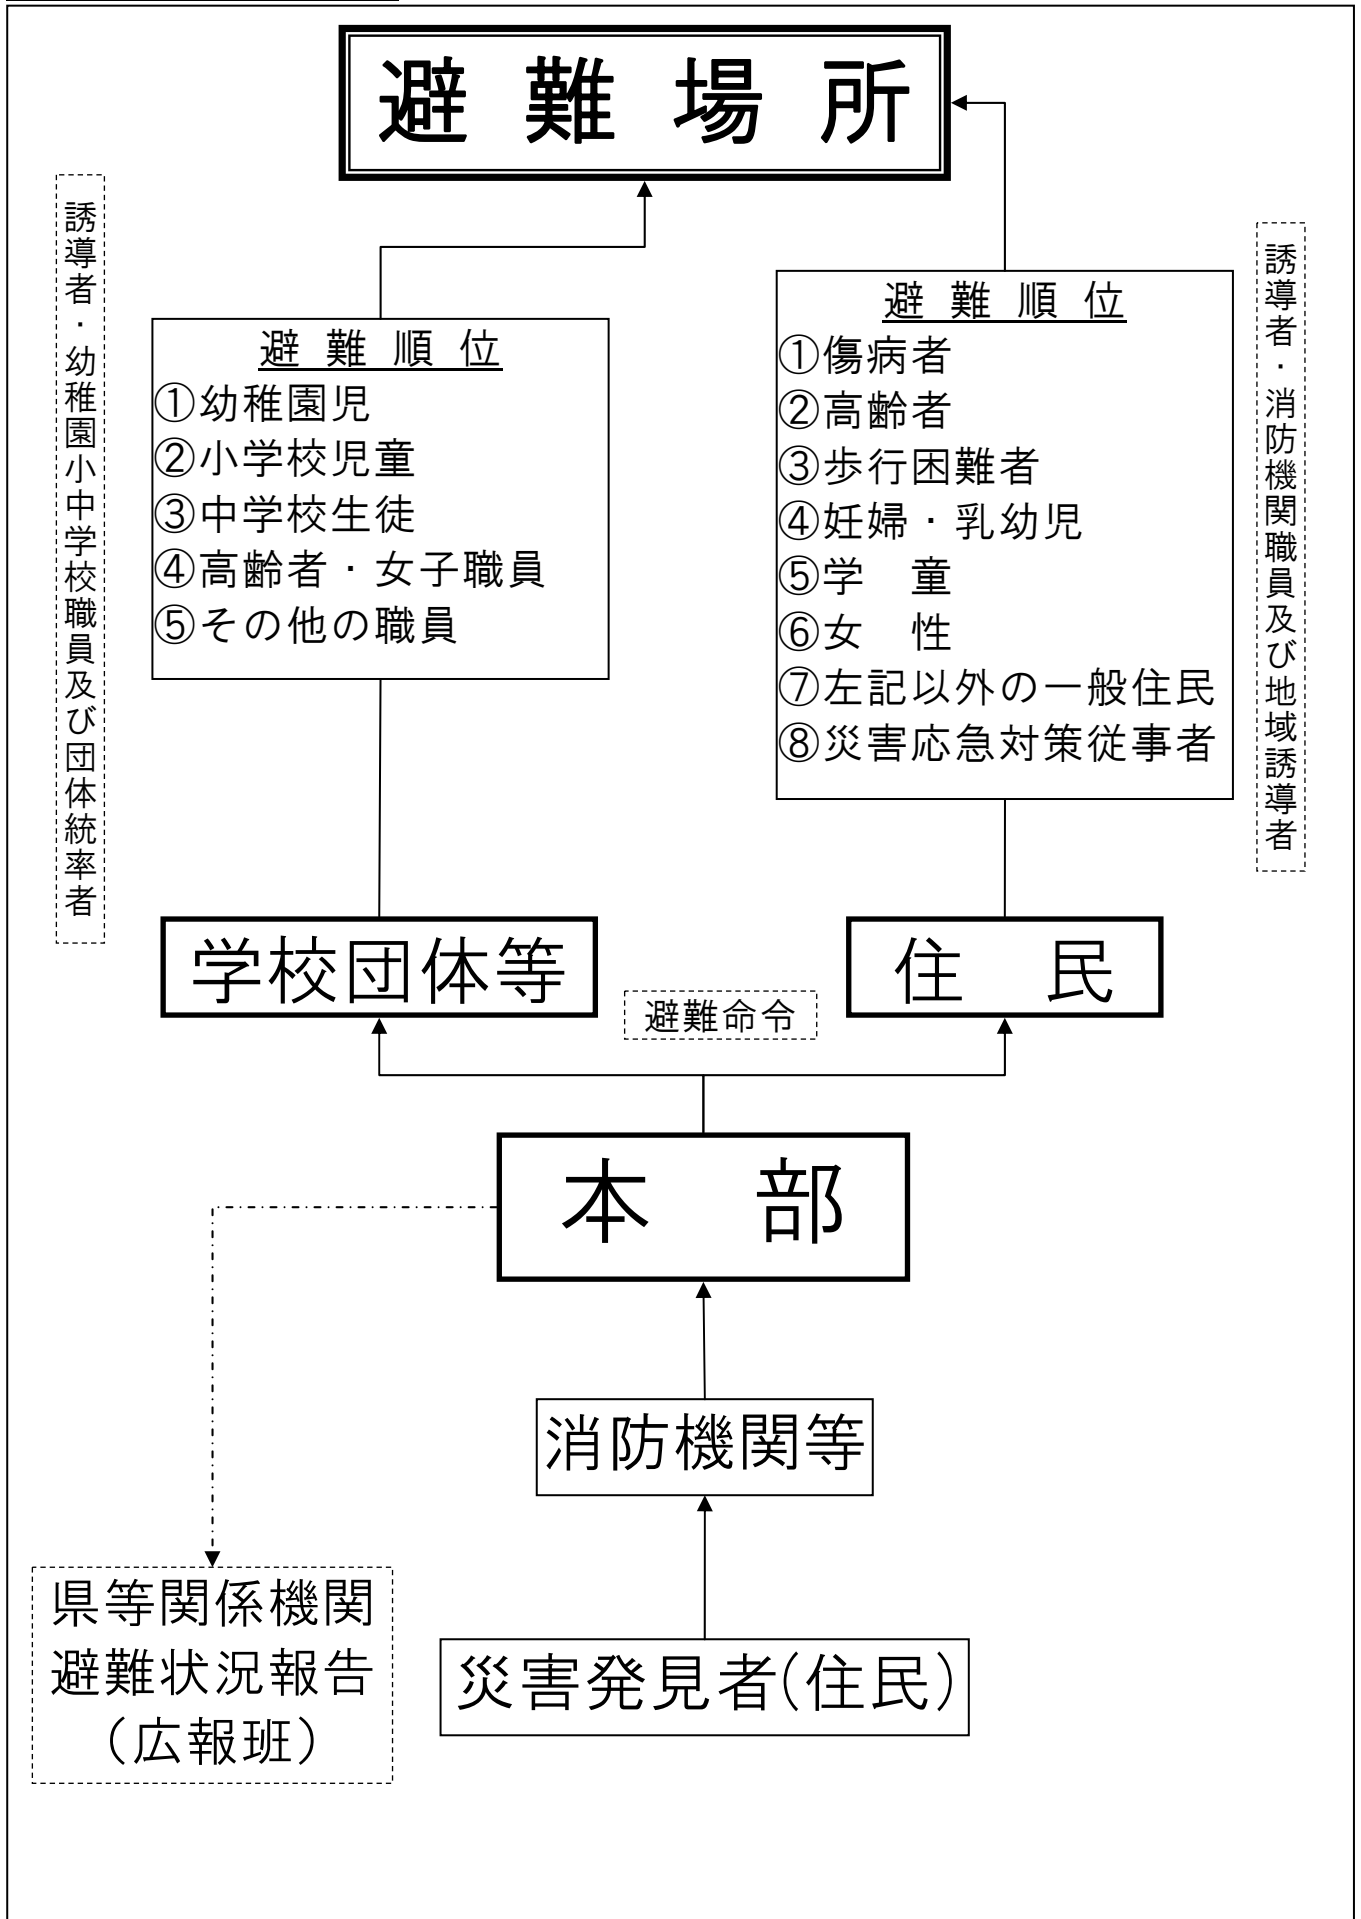 避難場所
誘導者・幼稚園小中学校職員及び団体統率者
避難順位
①幼稚園児
②小学校児童
③中学校生徒
④高齢者・女子職員
⑤その他の職員
避難順位
①傷病者
②高齢者
③歩行困難者
④妊婦・乳幼児
⑤学　童
⑥女　性
⑦左記以外の一般住民
⑧災害応急対策従事者
誘導者・消防機関職員及び地域誘導者
学校団体等
住　民
避難命令
本　部
消防機関等
県等関係機関
避難状況報告
（広報班）
災害発見者(住民)